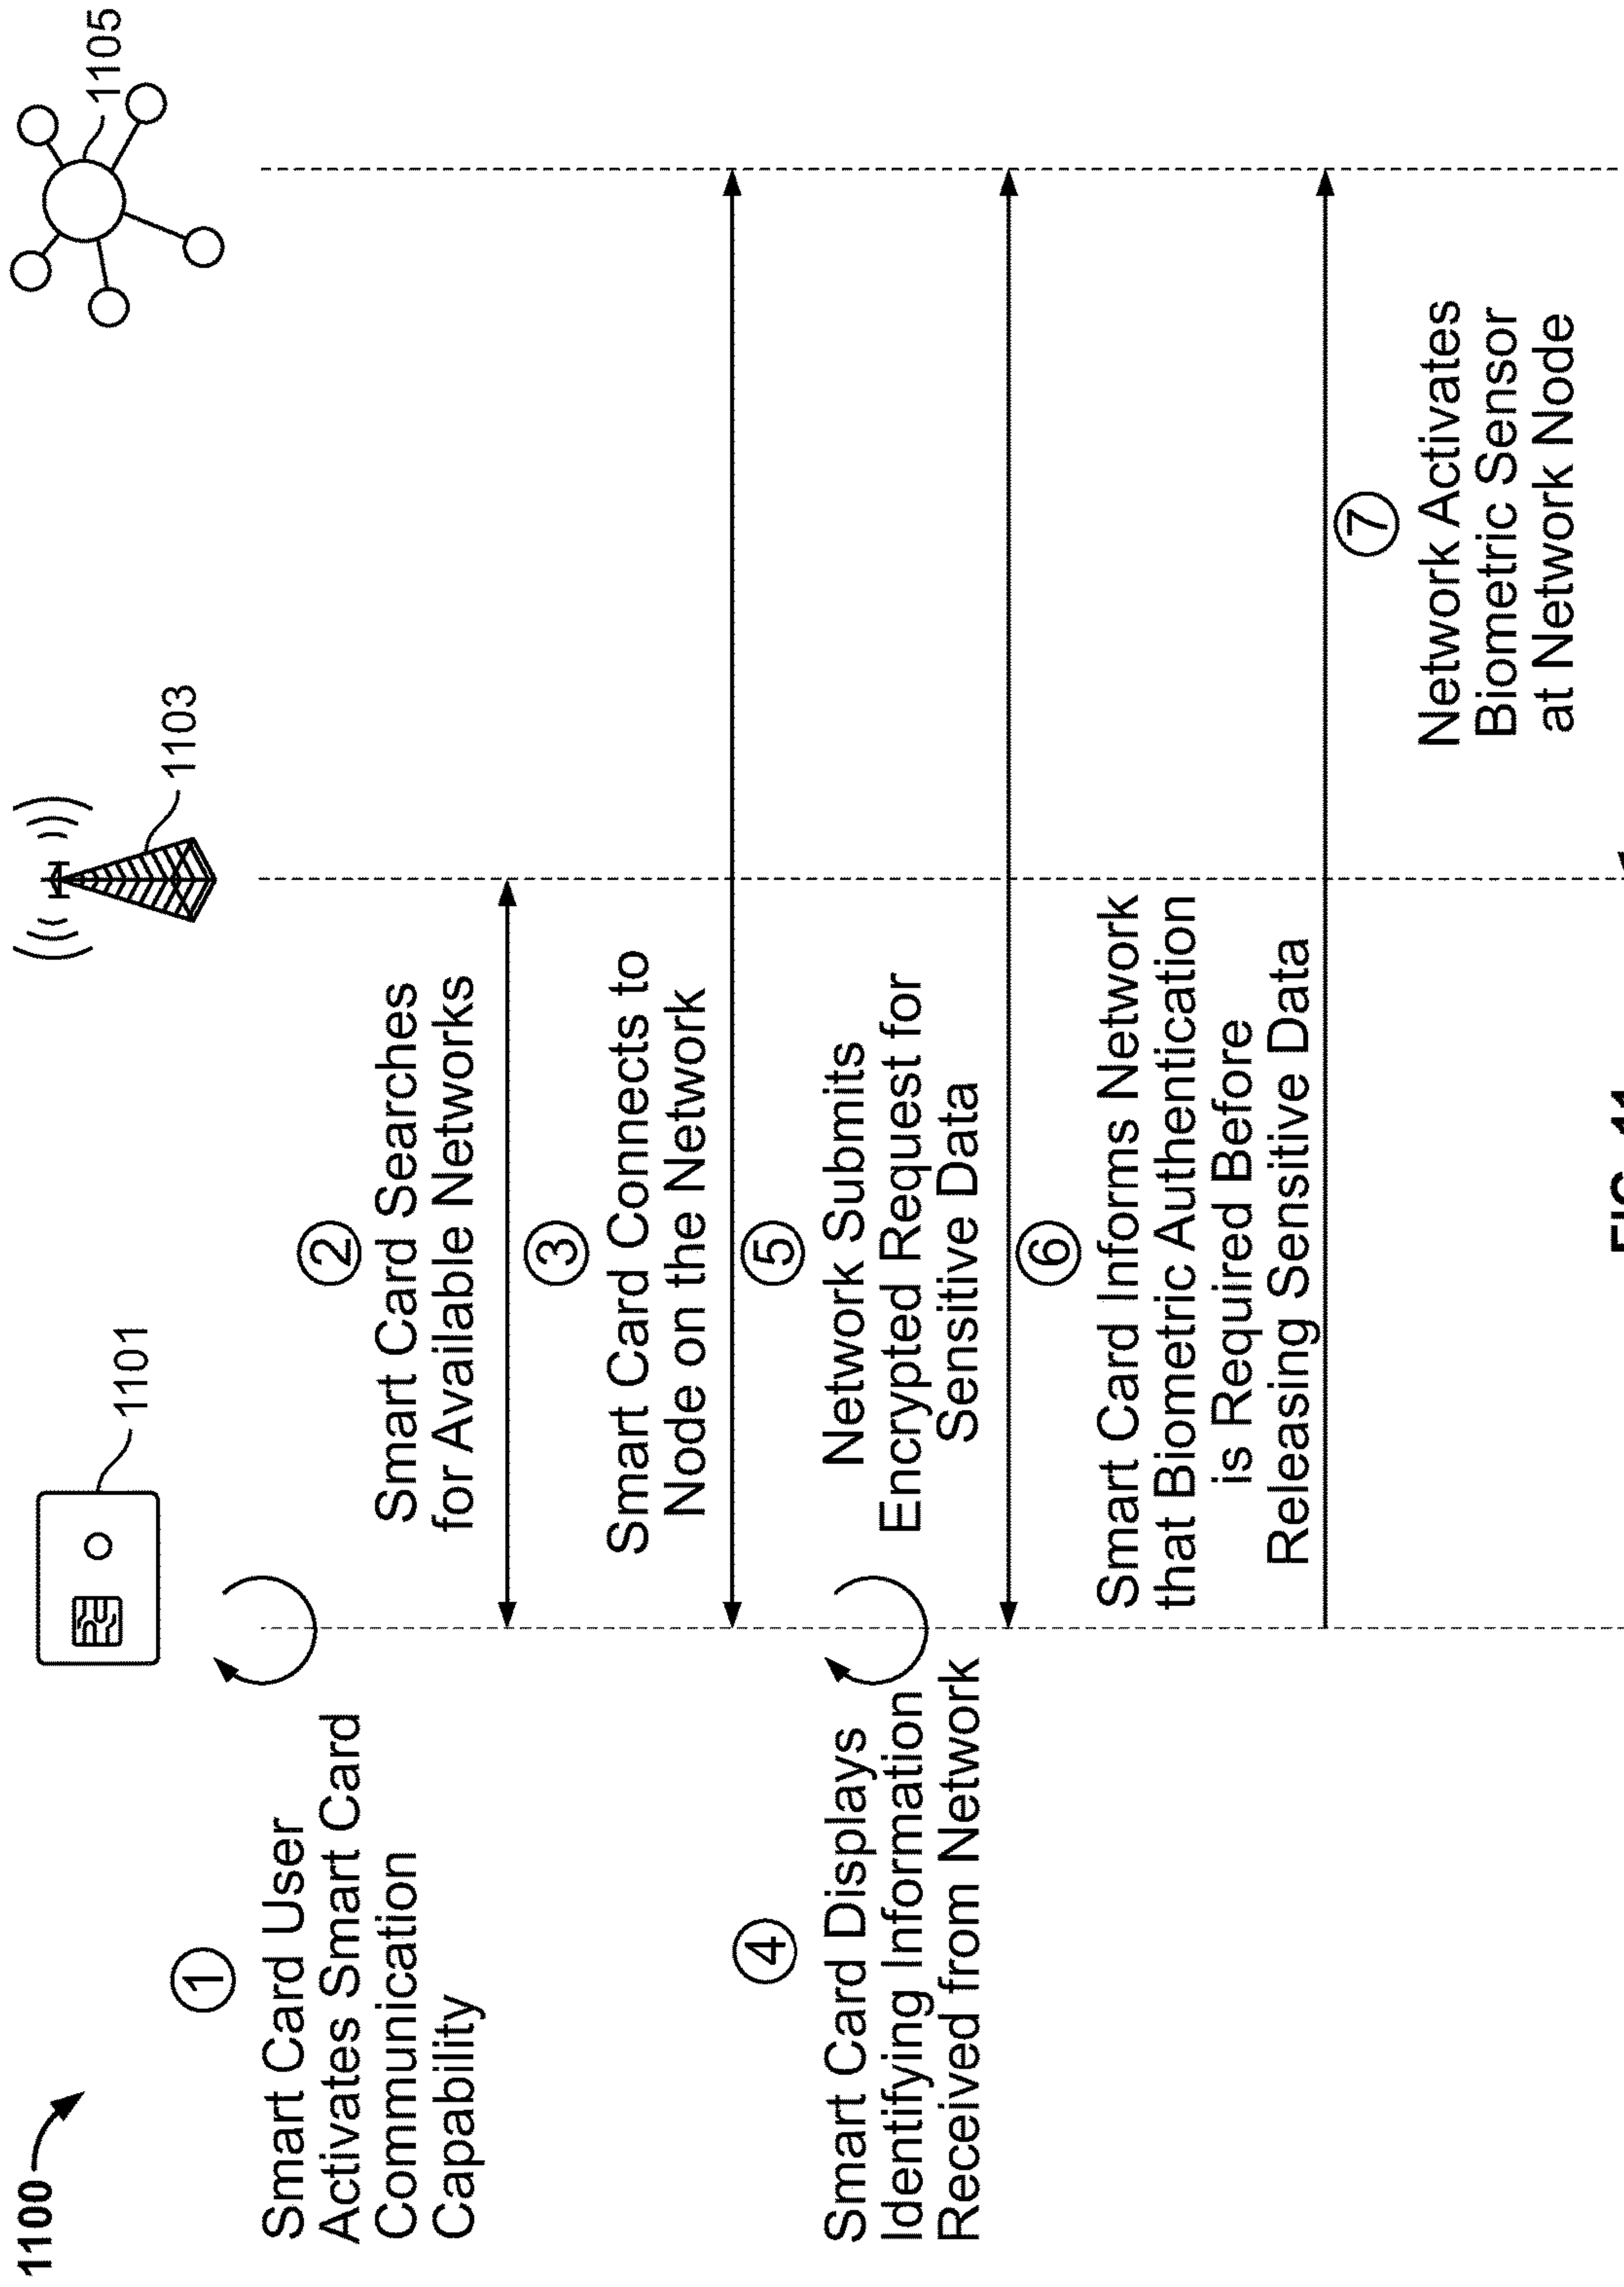 1100
1101
1103
1105
①
Smart Card User
Activates Smart Card
Communication
Capability
②
Smart Card Searches
for Available Networks
③
Smart Card Connects to
Node on the Network
④
Smart Card Displays
Identifying Information
Received from Network
⑤
Network Submits
Encrypted Request for
Sensitive Data
⑥
Smart Card Informs Network
that Biometric Authentication
is Required Before
Releasing Sensitive Data
⑦
Network Activates
Biometric Sensor
at Network Node
FIG. 11